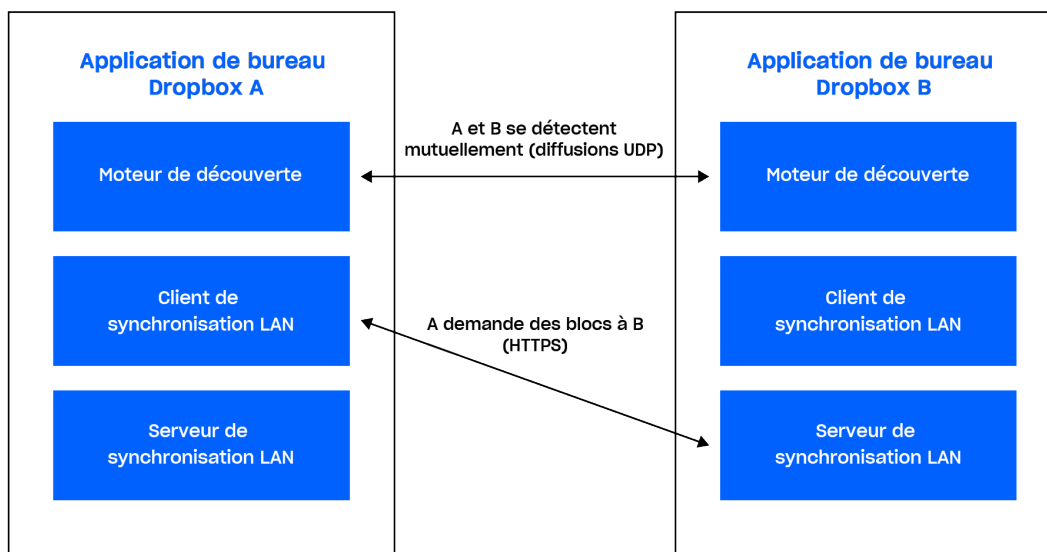 Application de bureau
Dropbox A
Moteur de découverte
Client de
synchronisation LAN
Serveur de
synchronisation LAN
A et B se détectent
mutuellement (diffusions UDP)
A demande des blocs à B
(HTTPS)
Application de bureau
Dropbox B
Moteur de découverte
Client de
synchronisation LAN
Serveur de
synchronisation LAN